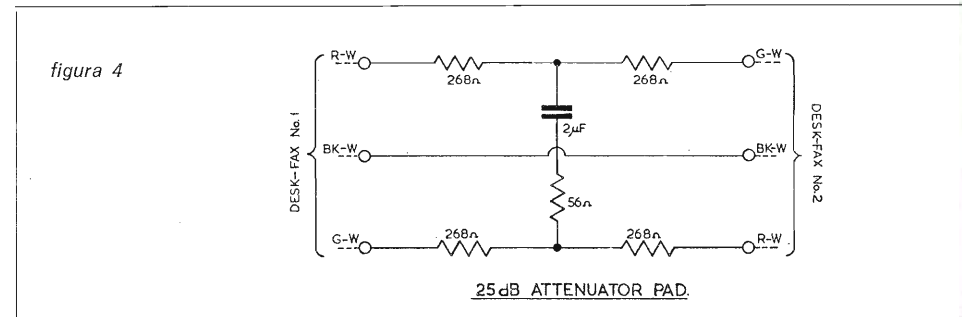 figura 4
R-W
268Ω
268Ω
G-W
2µF
DESK-FAX No.1
BK-W
BK-W
DESK-FAX No.2
56Ω
G-W
268Ω
268Ω
R-W
25dB ATTENUATOR PAD.